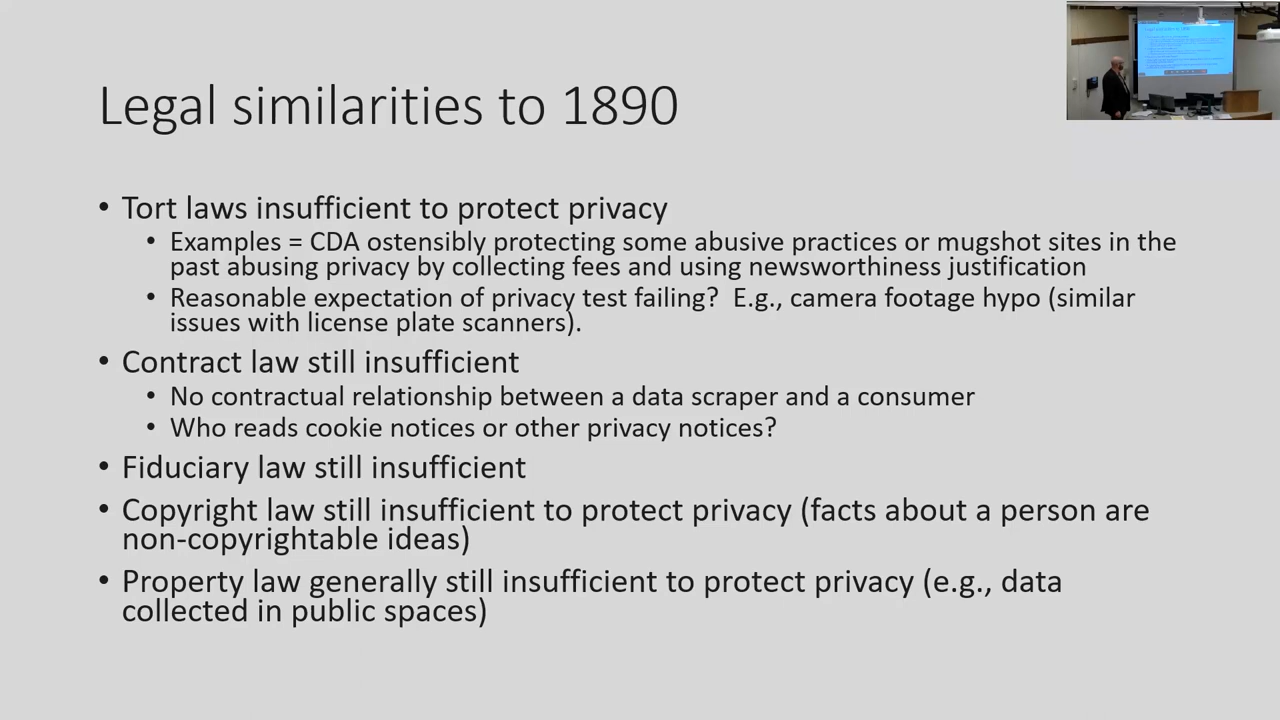 Legal similarities to 1890
• Tort laws insufficient to protect privacy
• Examples = CDA ostensibly protecting some abusive practices or mugshot sites in the
past abusing privacy by collecting fees and using newsworthiness justification
• Reasonable expectation of privacy test failing?  E.g., camera footage hypo (similar
issues with license plate scanners).
• Contract law still insufficient
• No contractual relationship between a data scraper and a consumer
• Who reads cookie notices or other privacy notices?
• Fiduciary law still insufficient
• Copyright law still insufficient to protect privacy (facts about a person are
non-copyrightable ideas)
• Property law generally still insufficient to protect privacy (e.g., data
collected in public spaces)